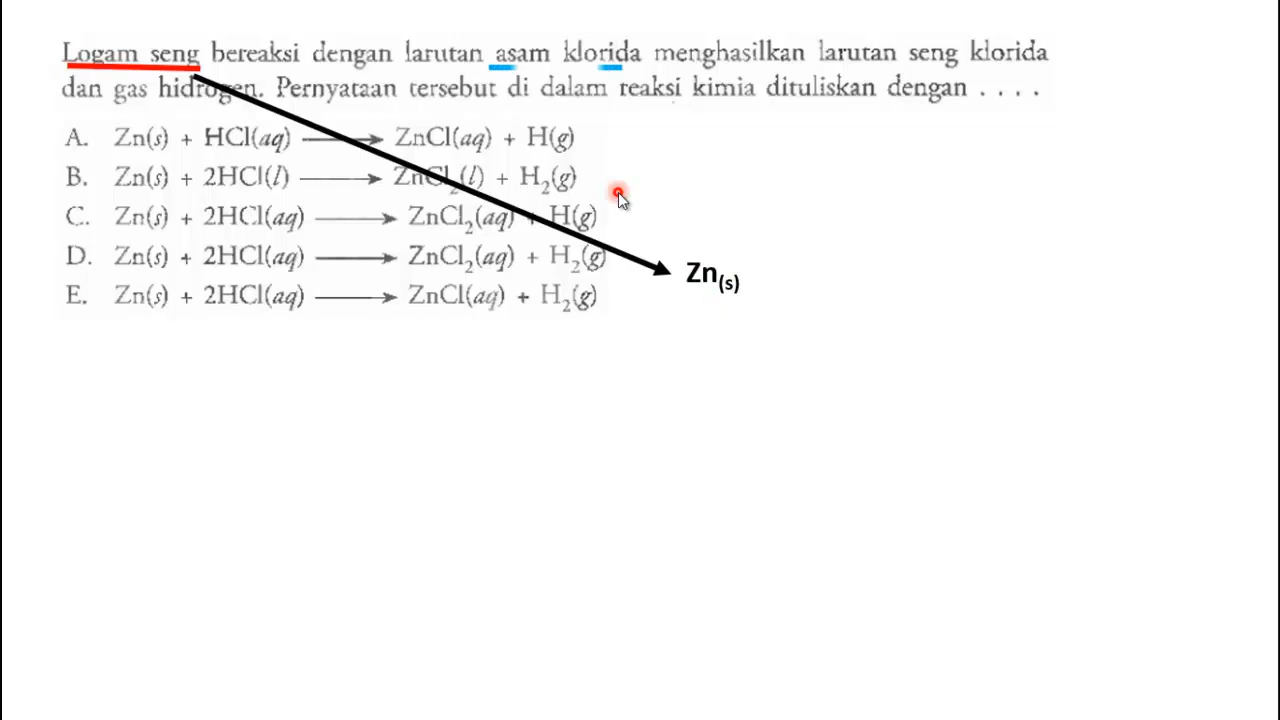 Logam seng bereaksi dengan larutan asam klorida menghasilkan larutan seng klorida
dan gas hidrogen. Pernyataan tersebut di dalam reaksi kimia dituliskan dengan . . . .
A. Zn(s) + HCl(aq) ⟶ ZnCl(aq) + H(g)
B. Zn(s) + 2HCl(l) ⟶ ZnCl₂(l) + H₂(g)
C. Zn(s) + 2HCl(aq) ⟶ ZnCl₂(aq) + H(g)
D. Zn(s) + 2HCl(aq) ⟶ ZnCl₂(aq) + H₂(g)
E. Zn(s) + 2HCl(aq) ⟶ ZnCl(aq) + H₂(g)
Zn(s)